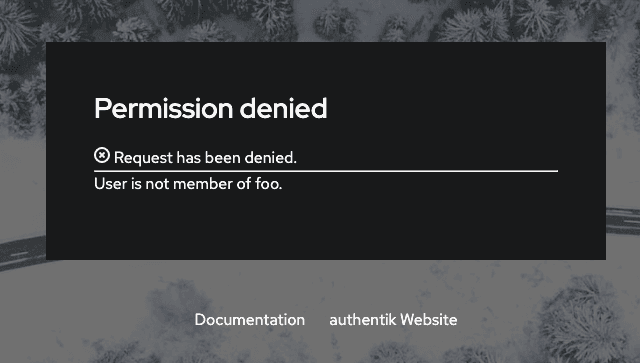 Permission denied
Request has been denied.
User is not member of foo.
Documentation authentik Website